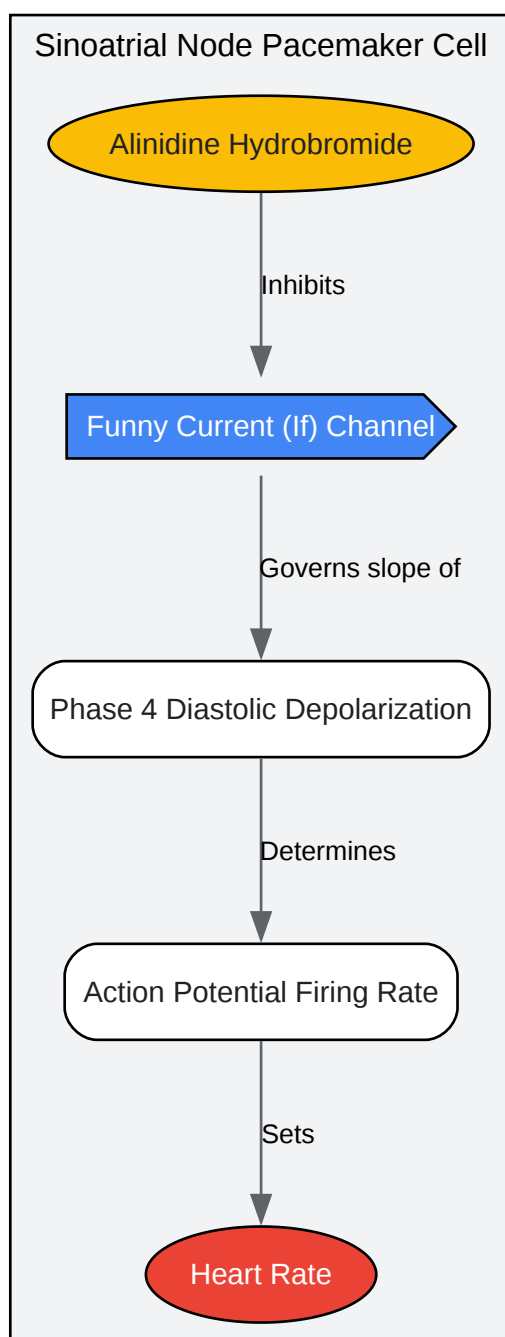 Sinoatrial Node Pacemaker Cell
Alinidine Hydrobromide
Inhibits
Funny Current (If) Channel
Governs slope of
Phase 4 Diastolic Depolarization
Determines
Action Potential Firing Rate
Sets
Heart Rate